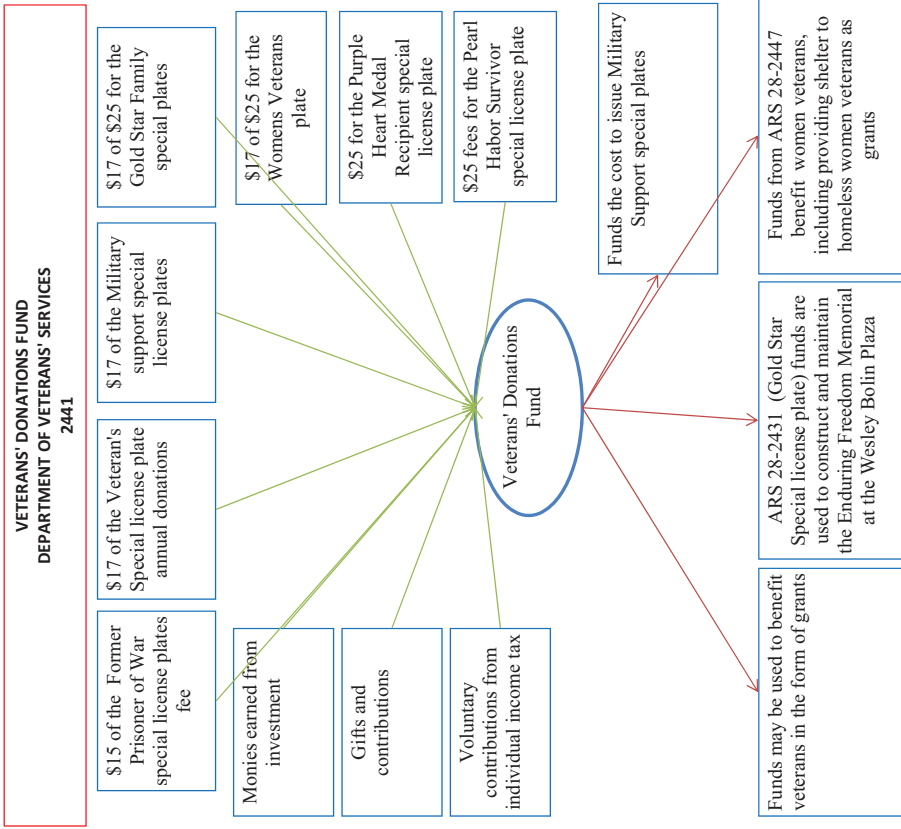 VETERANS' DONATIONS FUND
DEPARTMENT OF VETERANS' SERVICES
2441
$15 of the Former
Prisoner of War
special license plates
fee
$17 of the Veteran's
Special license plate
annual donations
$17 of the Military
support special
license plates
$17 of $25 for the
Gold Star Family
special plates
Monies earned from
investment
$17 of $25 for the
Womens Veterans
plate
Gifts and
contributions
$25 for the Purple
Heart Medal
Recipient special
license plate
Voluntary
contributions from
individual income tax
$25 fees for the Pearl
Habor Survivor
special license plate
Veterans' Donations
Fund
Funds the cost to issue Military
Support special plates
Funds may be used to benefit
veterans in the form of grants
ARS 28-2431 (Gold Star
Special license plate) funds are
used to construct and maintain
the Enduring Freedom Memorial
at the Wesley Bolin Plaza
Funds from ARS 28-2447
benefit women veterans,
including providing shelter to
homeless women veterans as
grants